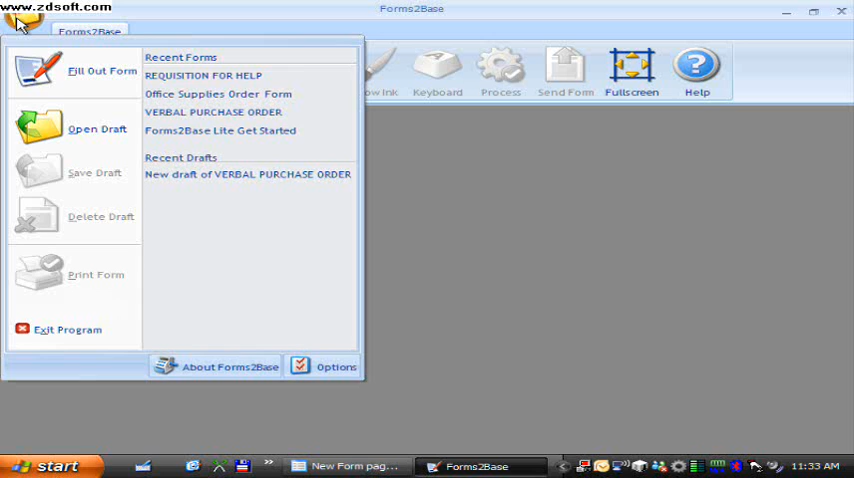 www.zdsoft.com
Forms2Base
Forms2Base
Fill Out Form
Open Draft
Save Draft
Delete Draft
Print Form
Exit Program
Recent Forms
REQUISITION FOR HELP
Office Supplies Order Form
VERBAL PURCHASE ORDER
Forms2Base Lite Get Started
Recent Drafts
New draft of VERBAL PURCHASE ORDER
About Forms2Base
Options
Ink
Keyboard
Process
Send Form
Fullscreen
Help
start
New Form pag...
Forms2Base
11:33 AM